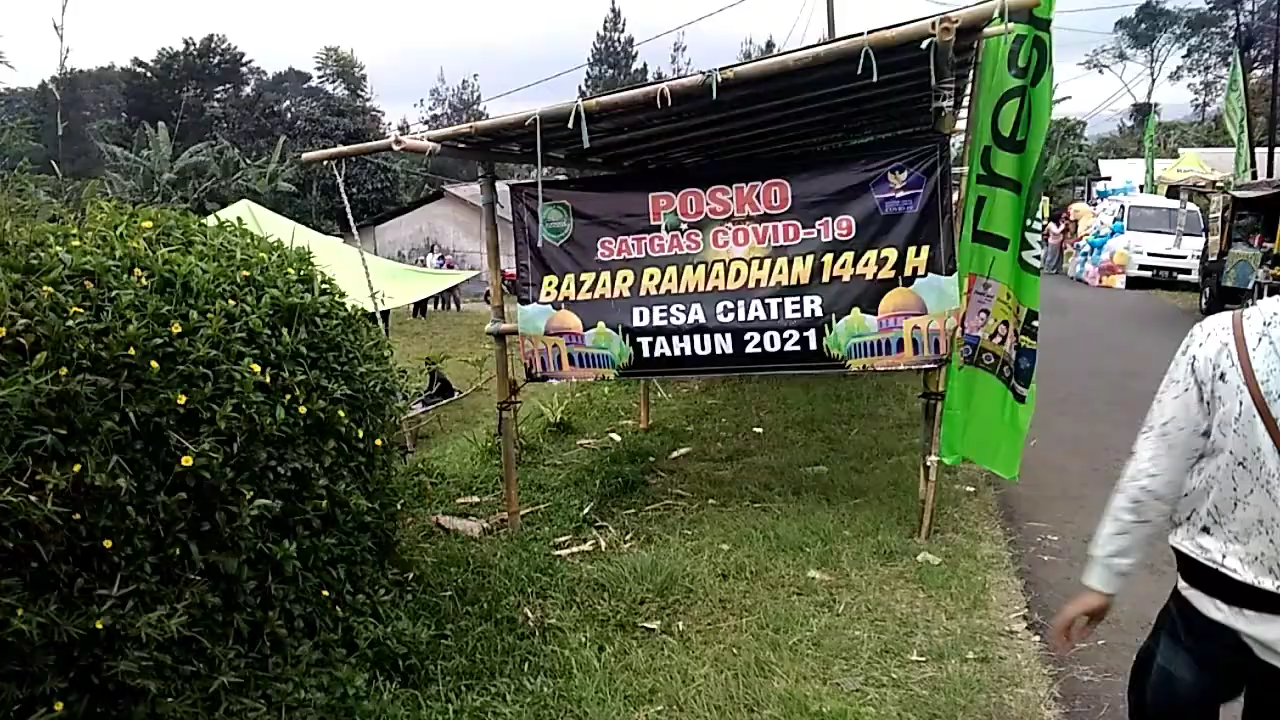 POSKO
SATGAS COVID-19
BAZAR RAMADHAN 1442 H
DESA CIATER
TAHUN 2021
Fresh